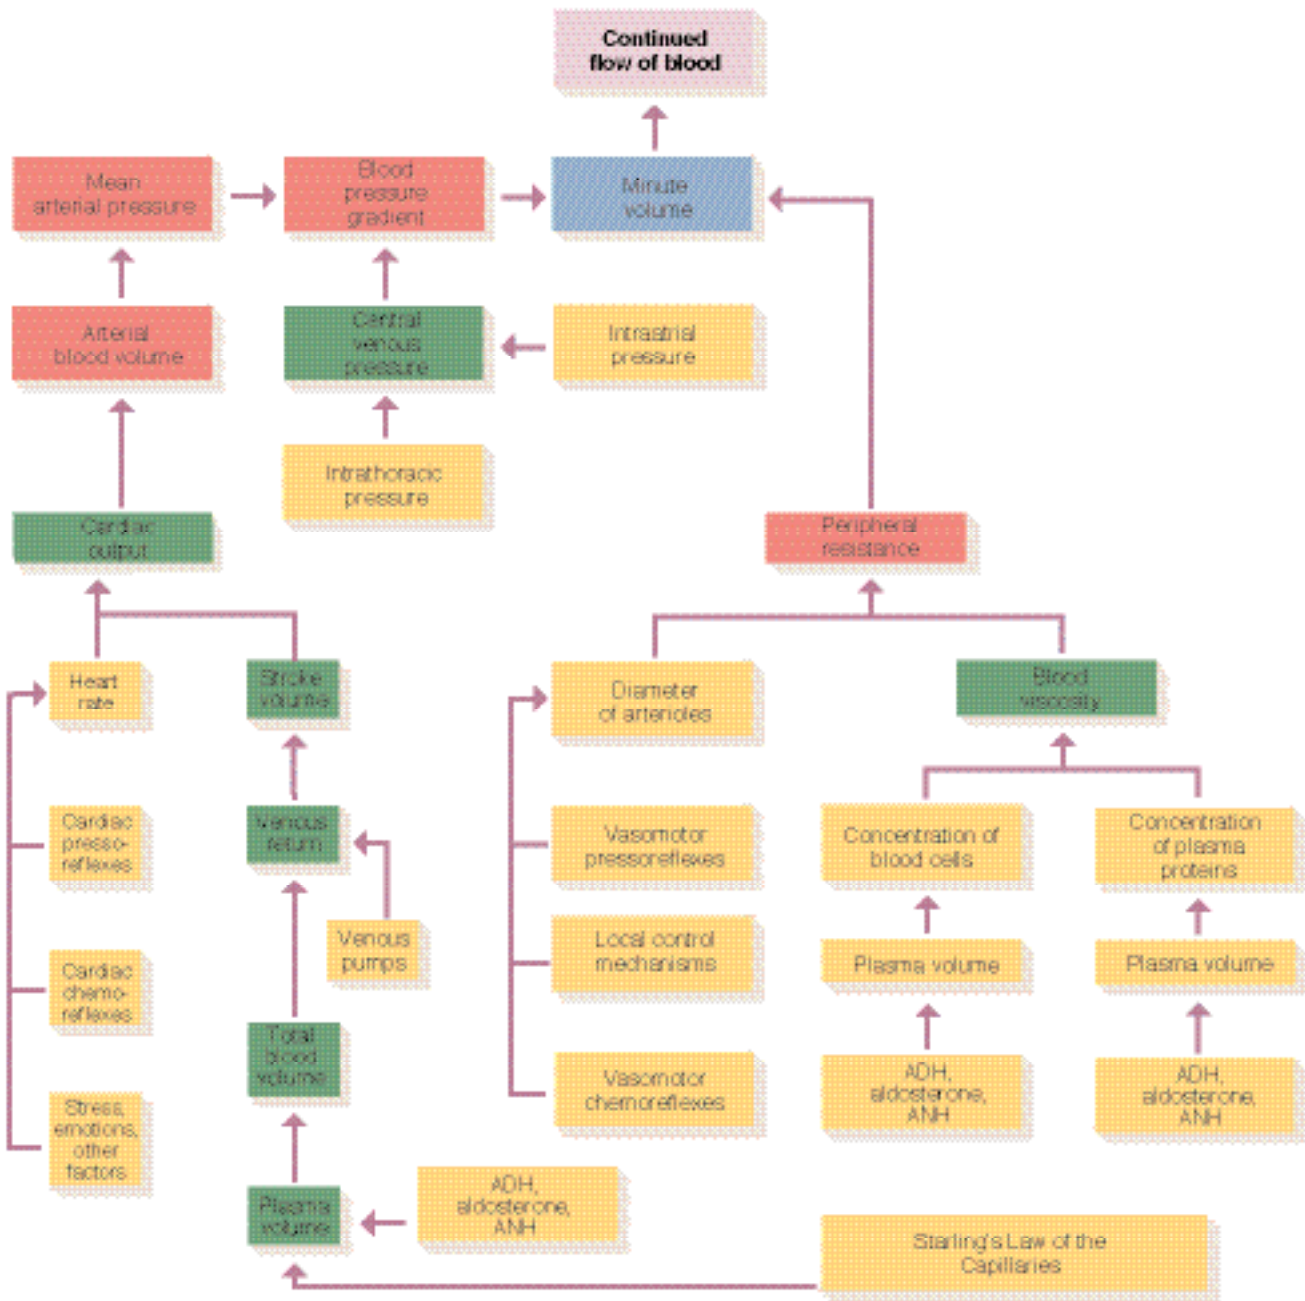 Continued
flow of blood
Mean
arterial pressure
Blood
pressure
gradient
Minute
volume
Arterial
blood volume
Central
venous
pressure
Intraatrial
pressure
Intrathoracic
pressure
Cardiac
output
Peripheral
resistance
Heart
rate
Stroke
volume
Diameter
of arterioles
Blood
viscosity
Cardiac
presso-
reflexes
Venous
return
Vasomotor
pressoreflexes
Concentration of
blood cells
Concentration
of plasma
proteins
Venous
pumps
Local control
mechanisms
Plasma volume
Plasma volume
Cardiac
chemo-
reflexes
Total
blood
volume
Vasomotor
chemoreflexes
ADH,
aldosterone,
ANH
ADH,
aldosterone,
ANH
Stress,
emotions,
other
factors
Plasma
volume
ADH,
aldosterone,
ANH
Starling's Law of the
Capillaries